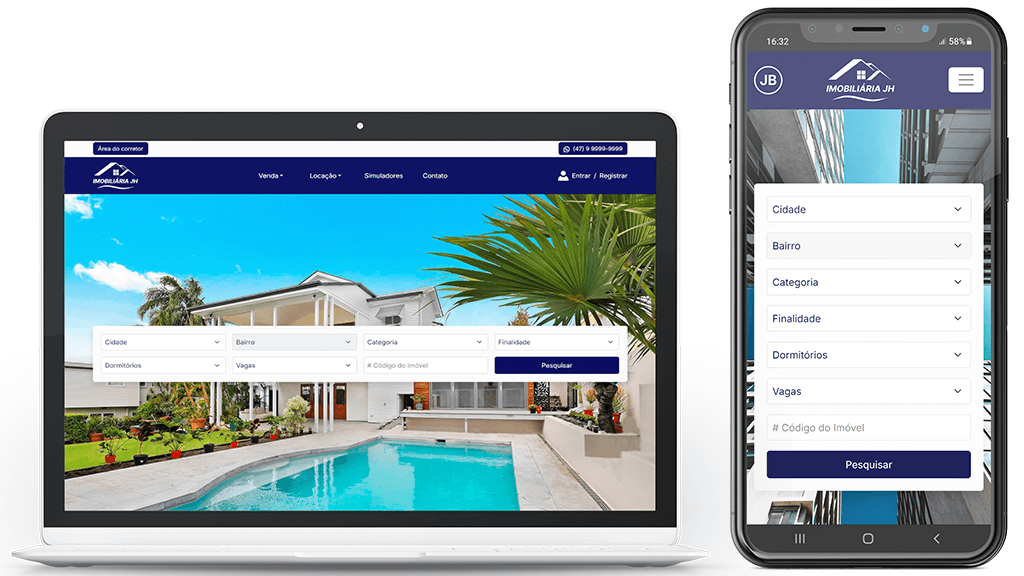 Área do corretor
(47) 9 9999-9999
IMOBILIÁRIA JH
Venda
Locação
Simuladores
Contato
Entrar / Registrar
Cidade
Bairro
Categoria
Finalidade
Dormitórios
Vagas
# Código do Imóvel
Pesquisar
16:32
58%
JB
IMOBILIÁRIA JH
Cidade
Bairro
Categoria
Finalidade
Dormitórios
Vagas
# Código do Imóvel
Pesquisar